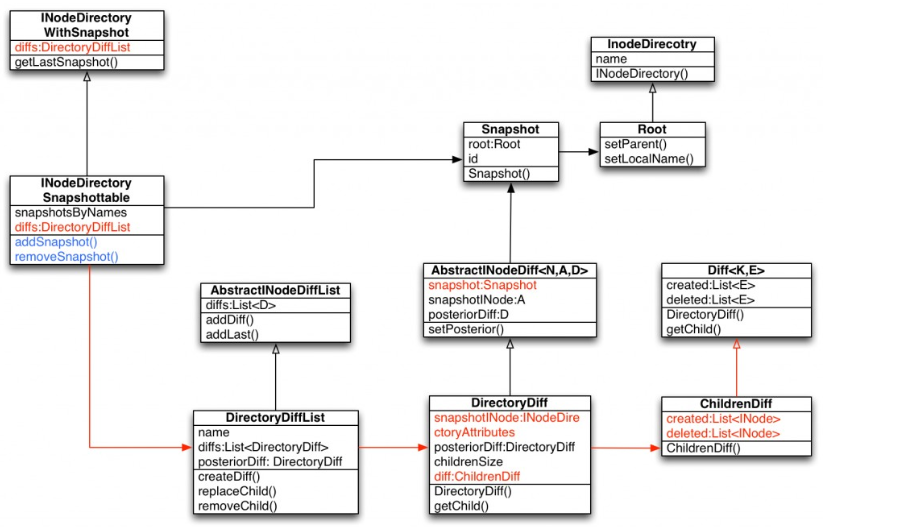 INodeDirectory
WithSnapshot
diffs:DirectoryDiffList
getLastSnapshot()
InodeDirecotry
name
INodeDirectory()
Snapshot
root:Root
id
Snapshot()
Root
setParent()
setLocalName()
INodeDirectory
Snapshottable
snapshotsByNames
diffs:DirectoryDiffList
addSnapshot()
removeSnapshot()
AbstractINodeDiffList
diffs:List<D>
addDiff()
addLast()
AbstractINodeDiff<N,A,D>
snapshot:Snapshot
snapshotINode:A
posteriorDiff:D
setPosterior()
Diff<K,E>
created:List<E>
deleted:List<E>
DirectoryDiff()
getChild()
DirectoryDiffList
name
diffs:List<DirectoryDiff>
posteriorDiff: DirectoryDiff
createDiff()
replaceChild()
removeChild()
DirectoryDiff
snapshotINode:INodeDire
ctoryAttributes
posteriorDiff:DirectoryDiff
childrenSize
diff:ChildrenDiff
DirectoryDiff()
getChild()
ChildrenDiff
created:List<INode>
deleted:List<INode>
ChildrenDiff()